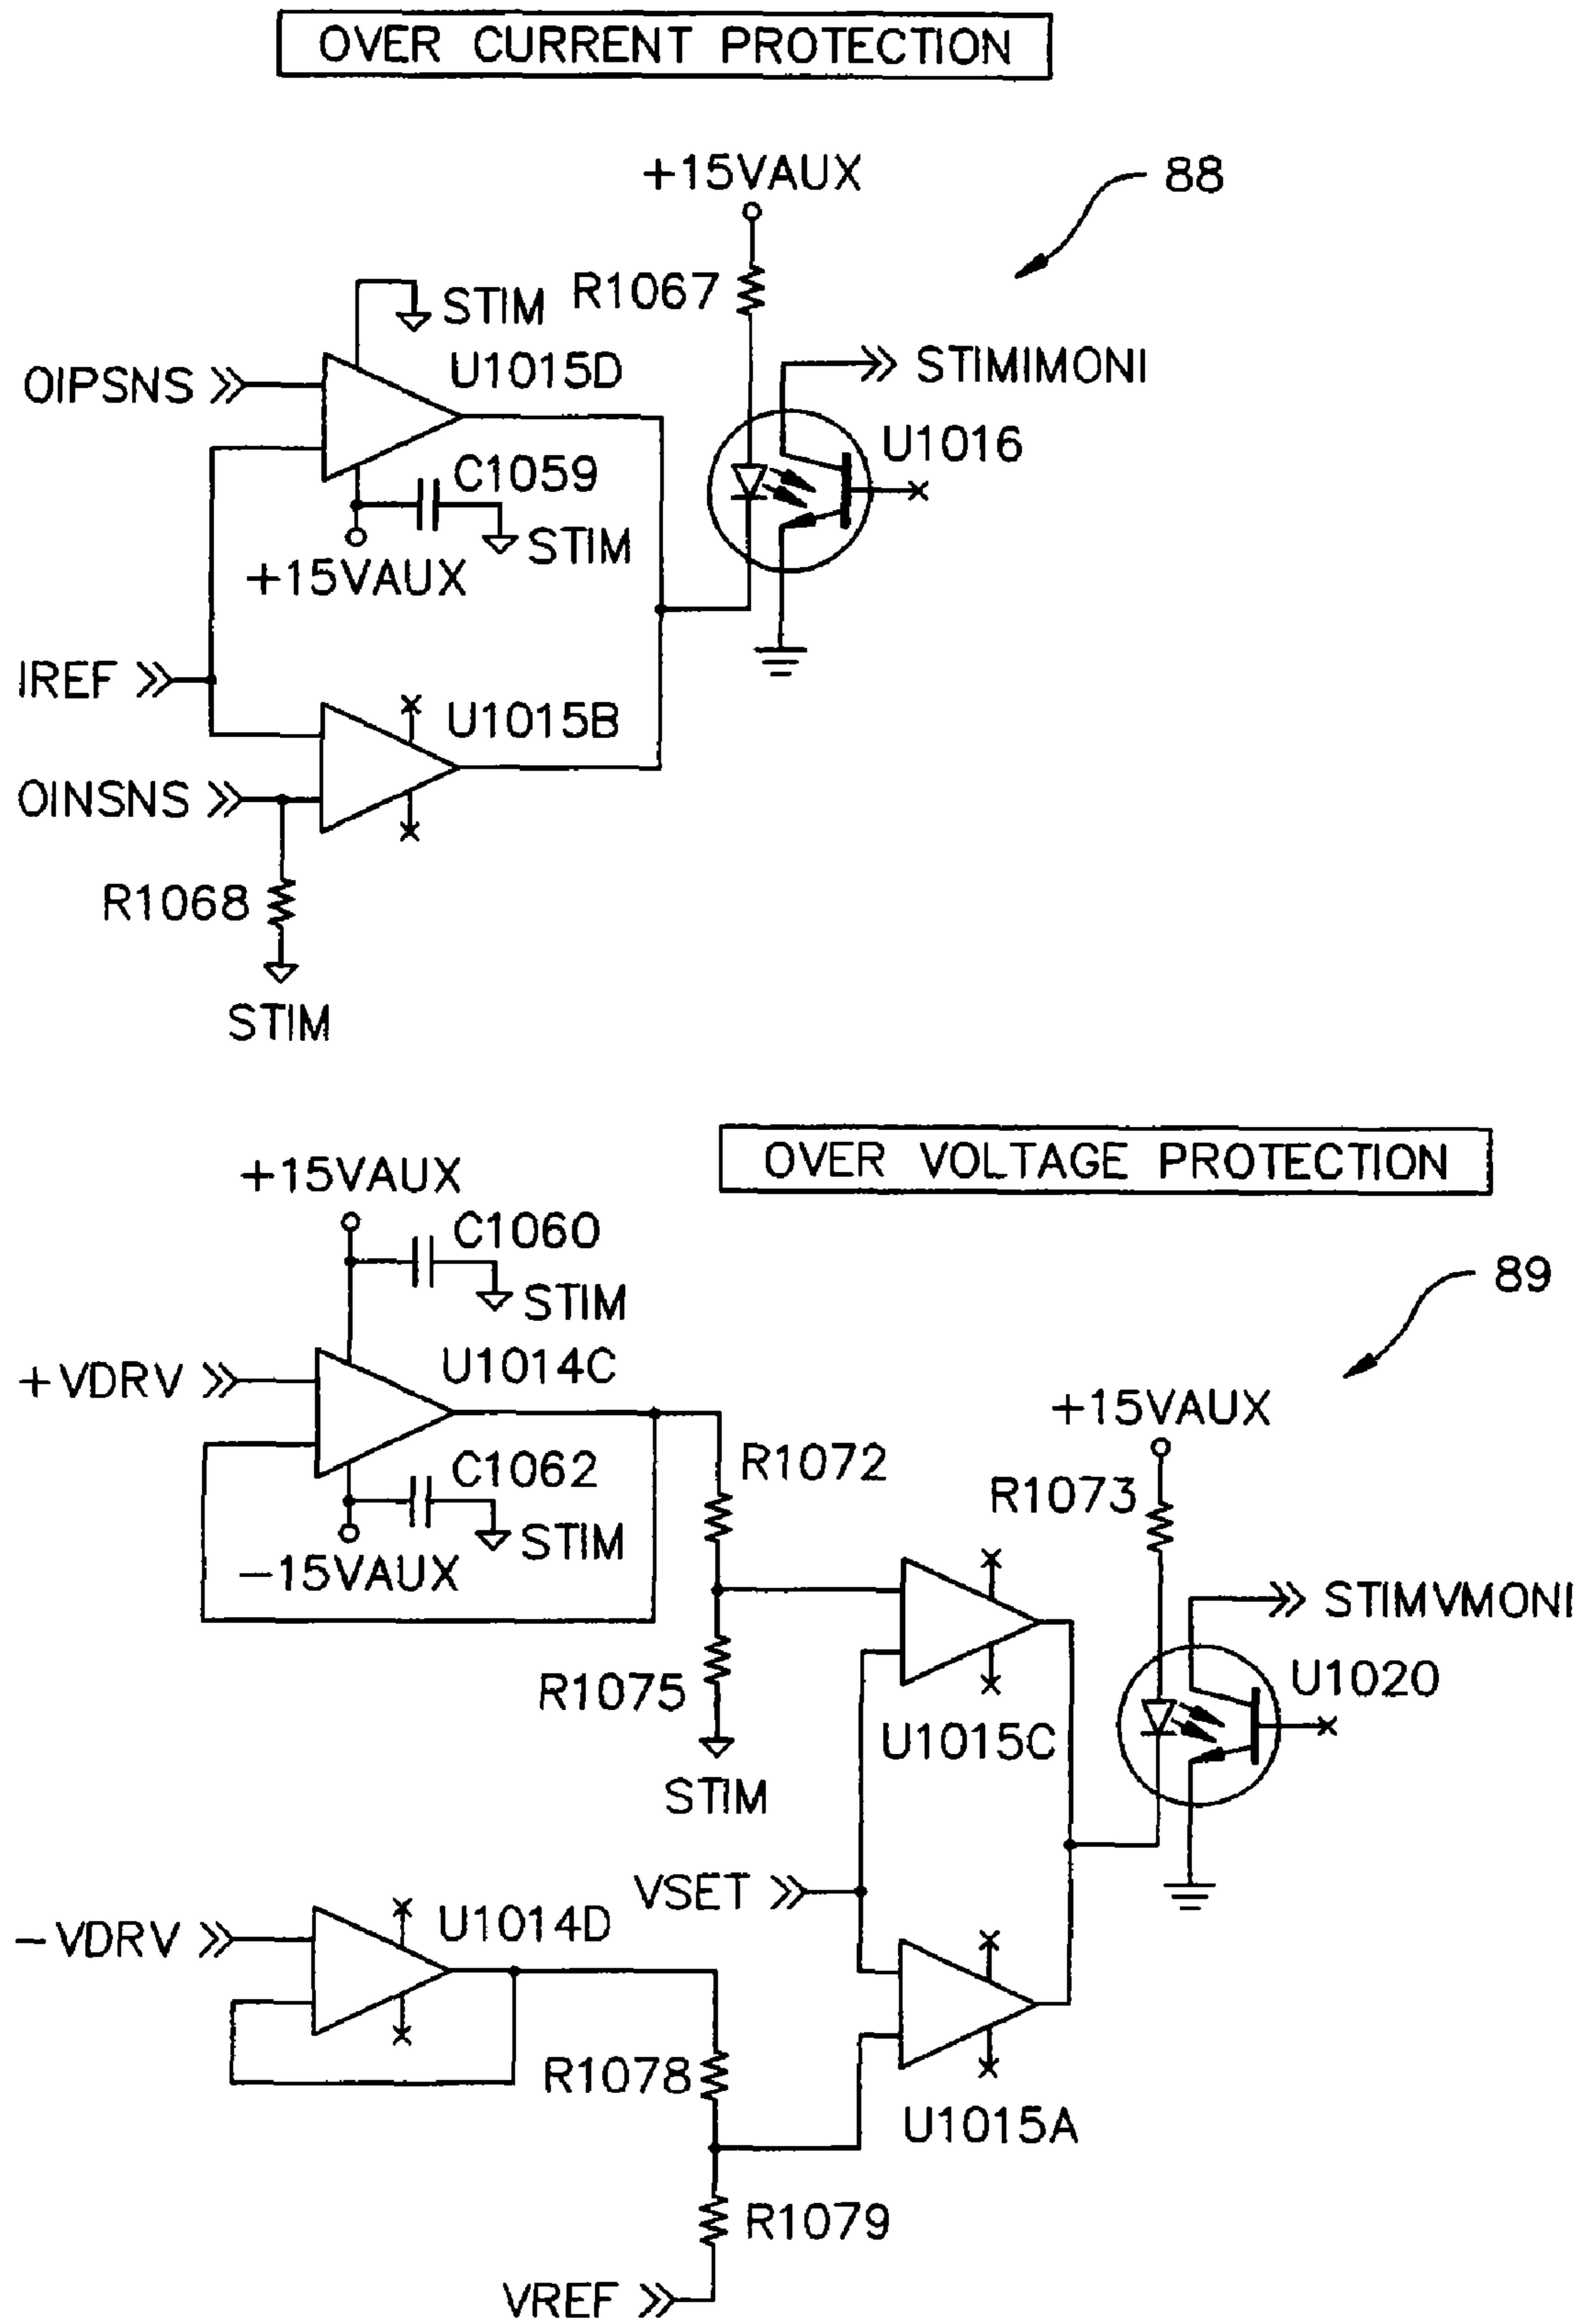 OVER CURRENT PROTECTION
+15VAUX
88
R1067
STIM
U1015D
OIPSNS
STIMIMONI
U1016
C1059
STIM
+15VAUX
IREF
U1015B
OINSNS
R1068
STIM
OVER VOLTAGE PROTECTION
+15VAUX
C1060
STIM
89
U1014C
+VDRV
+15VAUX
C1062
R1072
R1073
STIM
-15VAUX
STIMVMONI
R1075
U1020
U1015C
STIM
VSET
U1014D
-VDRV
R1078
U1015A
R1079
VREF